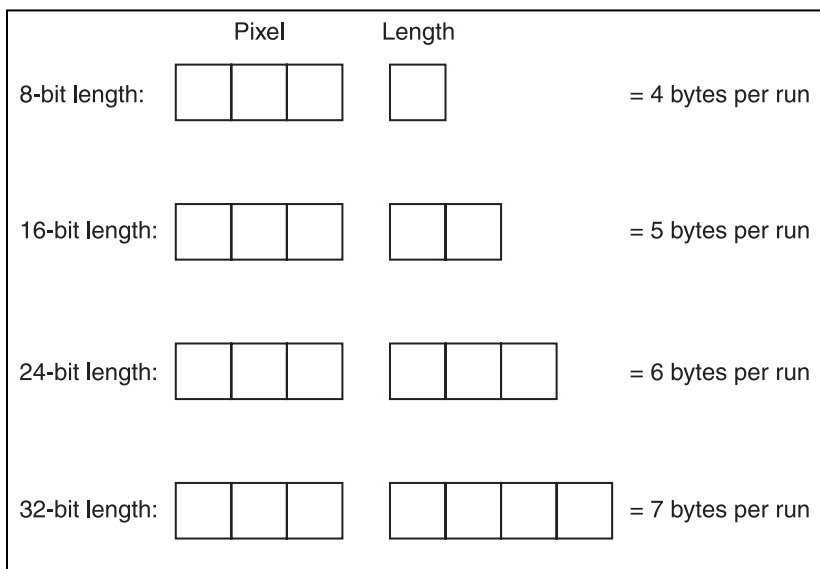 Pixel Length
8-bit length: = 4 bytes per run
16-bit length: = 5 bytes per run
24-bit length: = 6 bytes per run
32-bit length: = 7 bytes per run